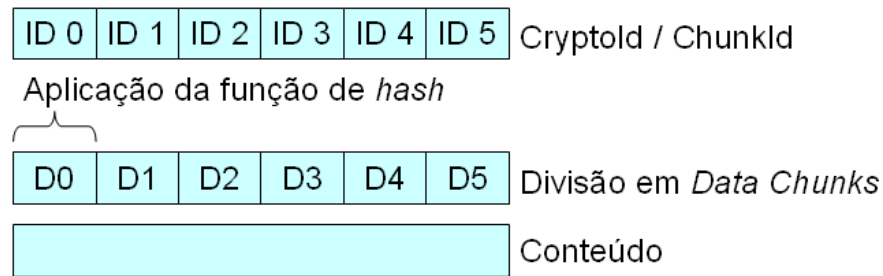 ID 0 ID 1 ID 2 ID 3 ID 4 ID 5 CryptoId / ChunkId
Aplicação da função de hash
D0 D1 D2 D3 D4 D5 Divisão em Data Chunks
Conteúdo